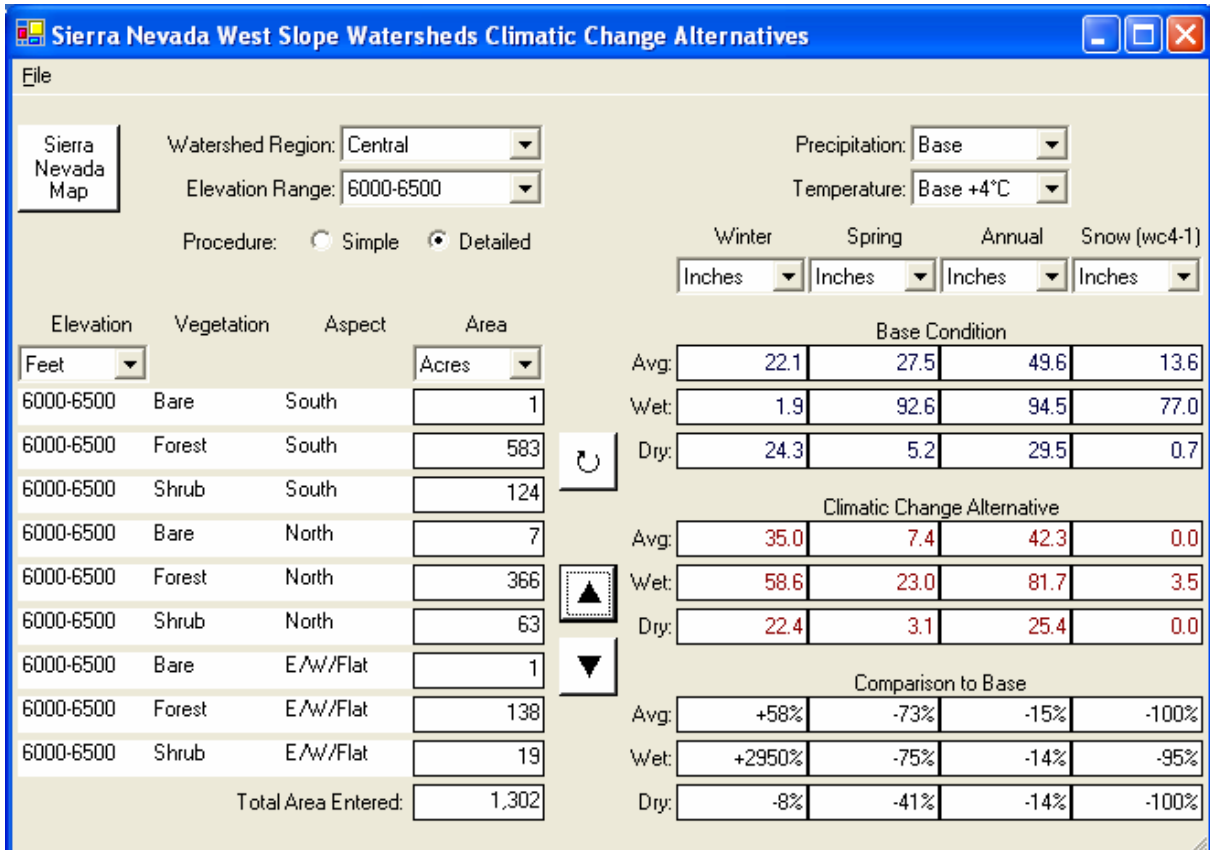 Sierra Nevada West Slope Watersheds Climatic Change Alternatives
File
Sierra Nevada Map
Watershed Region: Central
Elevation Range: 6000-6500
Procedure: Simple Detailed
Precipitation: Base
Temperature: Base +4°C
Winter Spring Annual Snow (wc4-1)
Inches Inches Inches Inches
Elevation Vegetation Aspect Area
Feet Acres
6000-6500 Bare South 1
6000-6500 Forest South 583
6000-6500 Shrub South 124
6000-6500 Bare North 7
6000-6500 Forest North 366
6000-6500 Shrub North 63
6000-6500 Bare E/W/Flat 1
6000-6500 Forest E/W/Flat 138
6000-6500 Shrub E/W/Flat 19
Total Area Entered: 1,302
Base Condition
Avg: 22.1 27.5 49.6 13.6
Wet: 1.9 92.6 94.5 77.0
Dry: 24.3 5.2 29.5 0.7
Climatic Change Alternative
Avg: 35.0 7.4 42.3 0.0
Wet: 58.6 23.0 81.7 3.5
Dry: 22.4 3.1 25.4 0.0
Comparison to Base
Avg: +58% -73% -15% -100%
Wet: +2950% -75% -14% -95%
Dry: -8% -41% -14% -100%